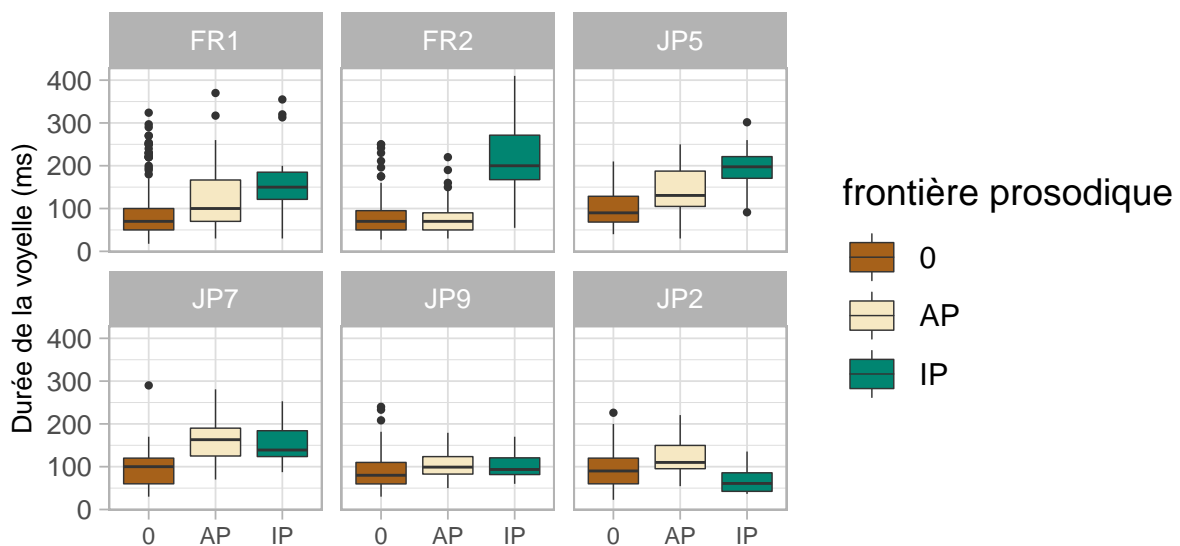 FR1 FR2 JP5
400
300
200
100
0
JP7 JP9 JP2
400
300
200
100
0
0 AP IP 0 AP IP 0 AP IP
Durée de la voyelle (ms)
frontière prosodique
0
AP
IP